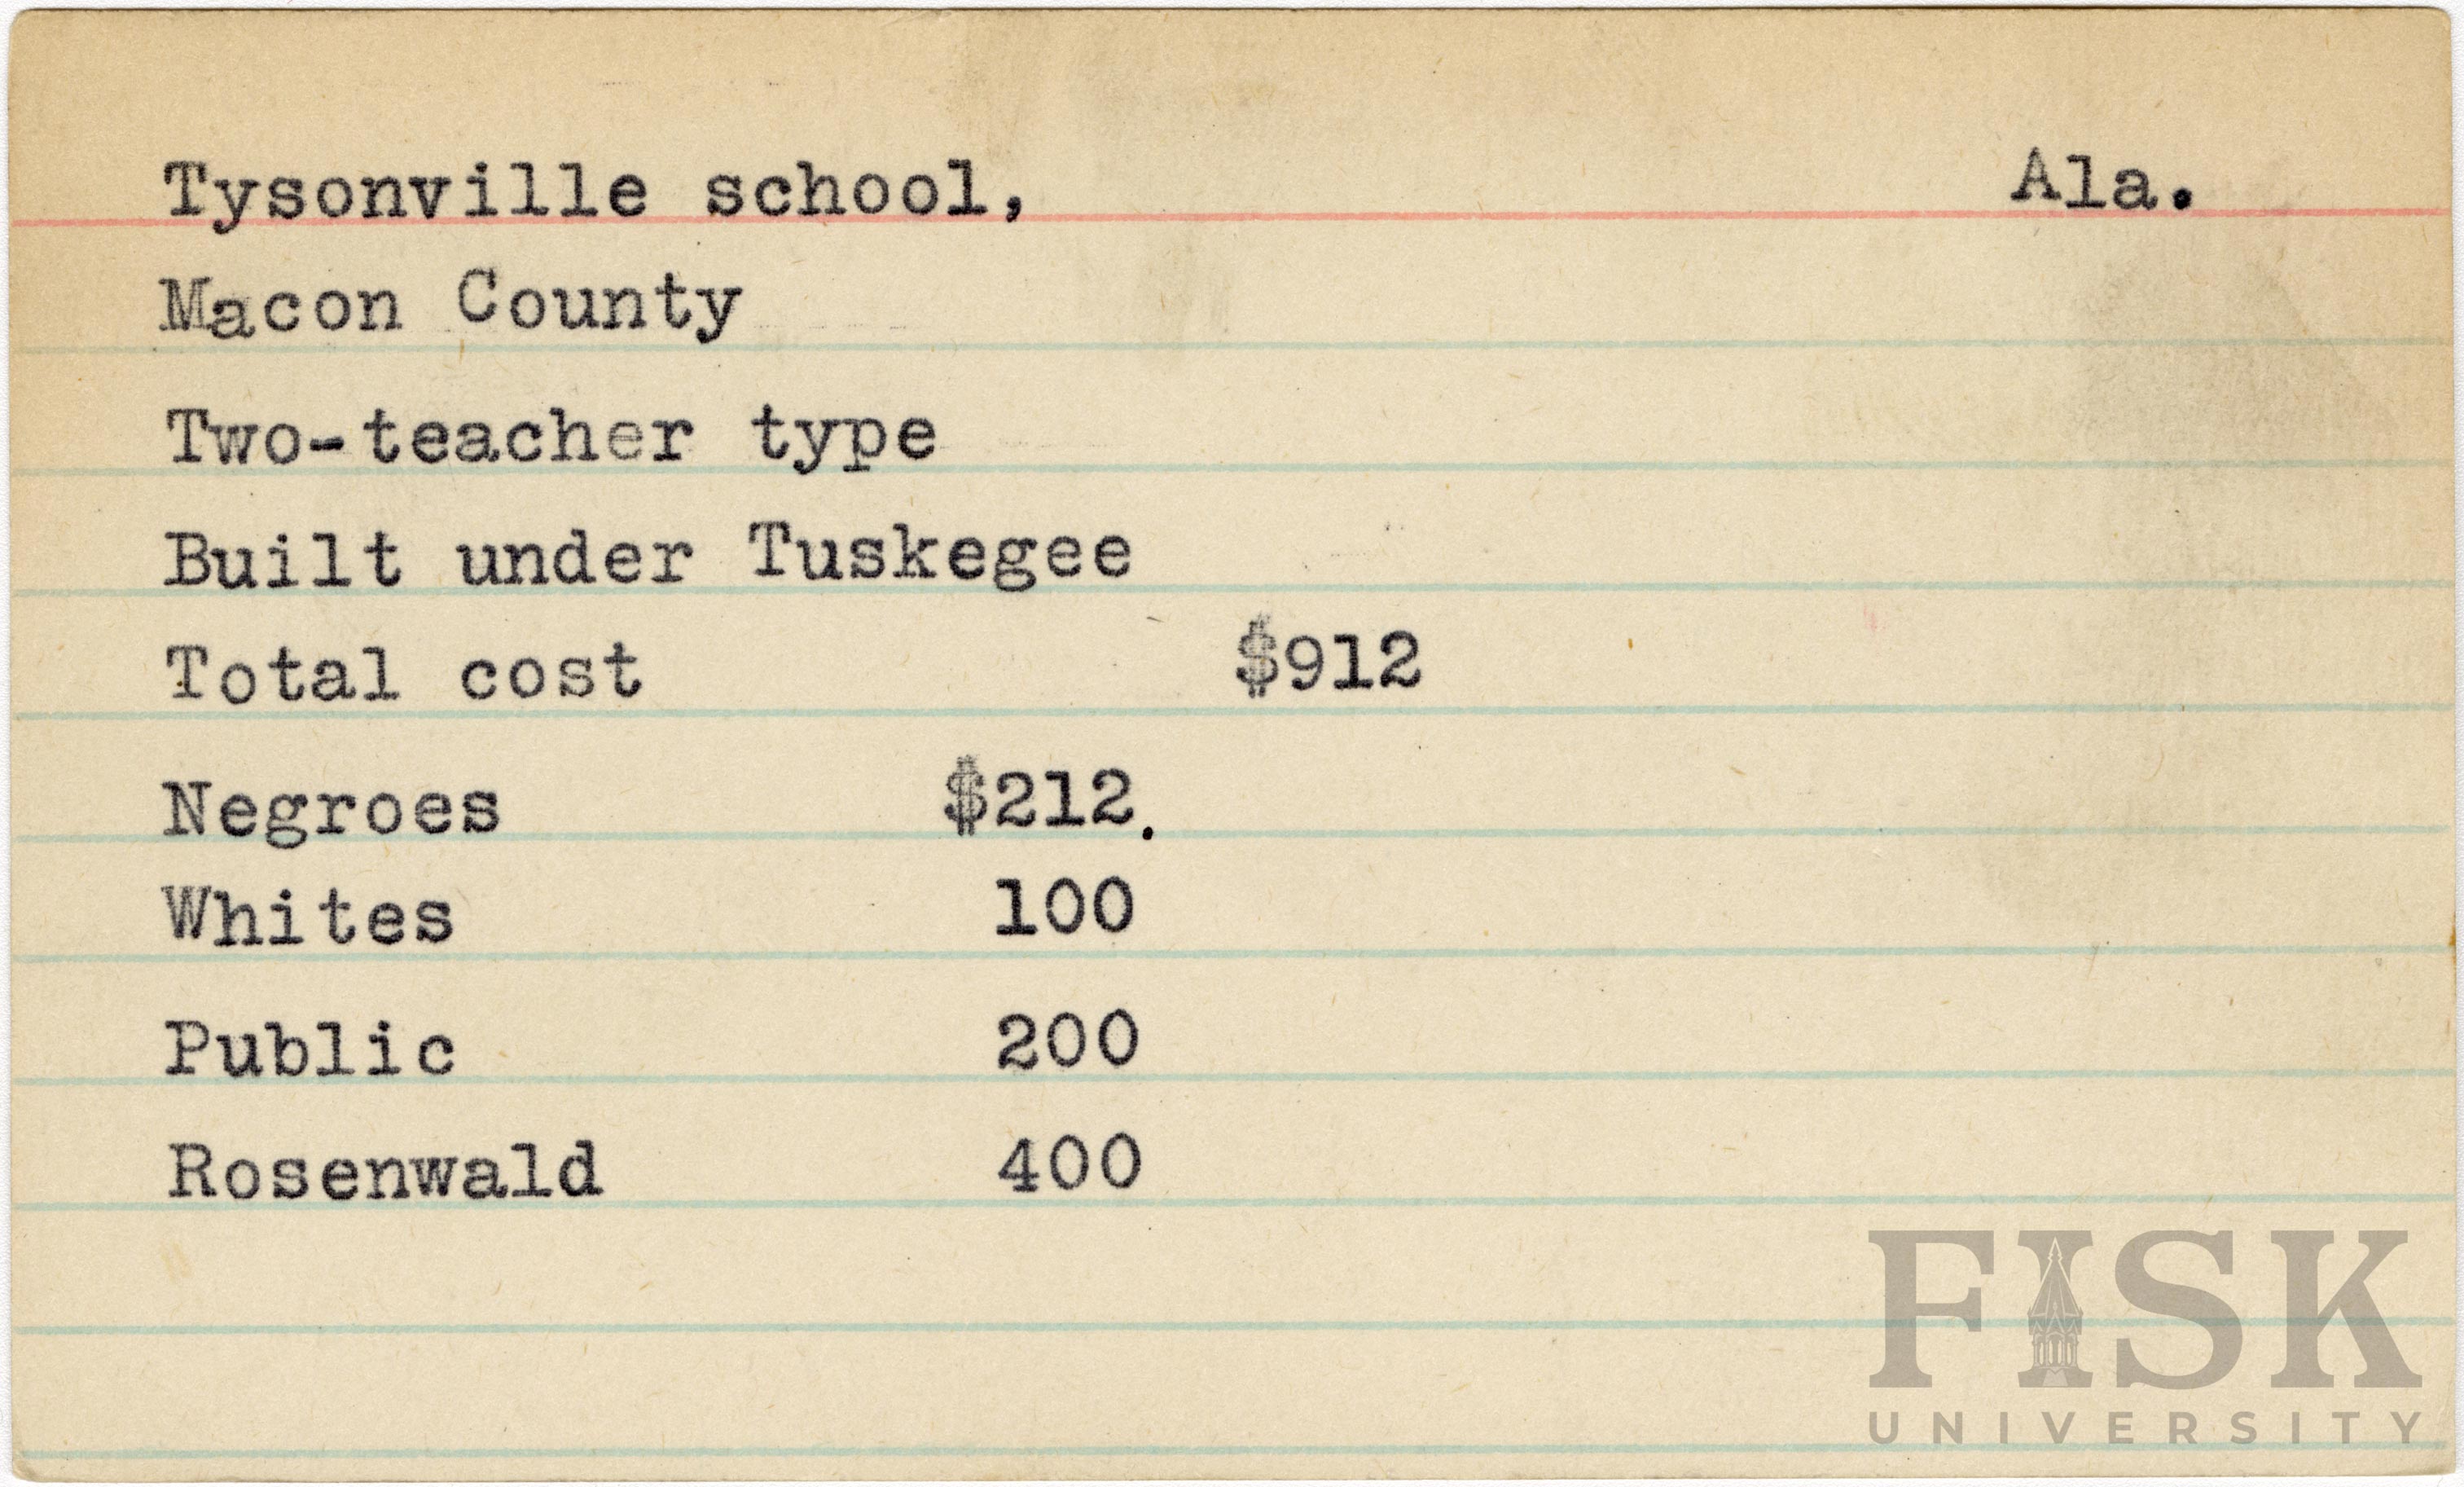 Tysonville school, Ala.
Macon County
Two-teacher type
Built under Tuskegee
Total cost $912
Negroes $212.
Whites 100
Public 200
Rosenwald 400
FISK
UNIVERSITY